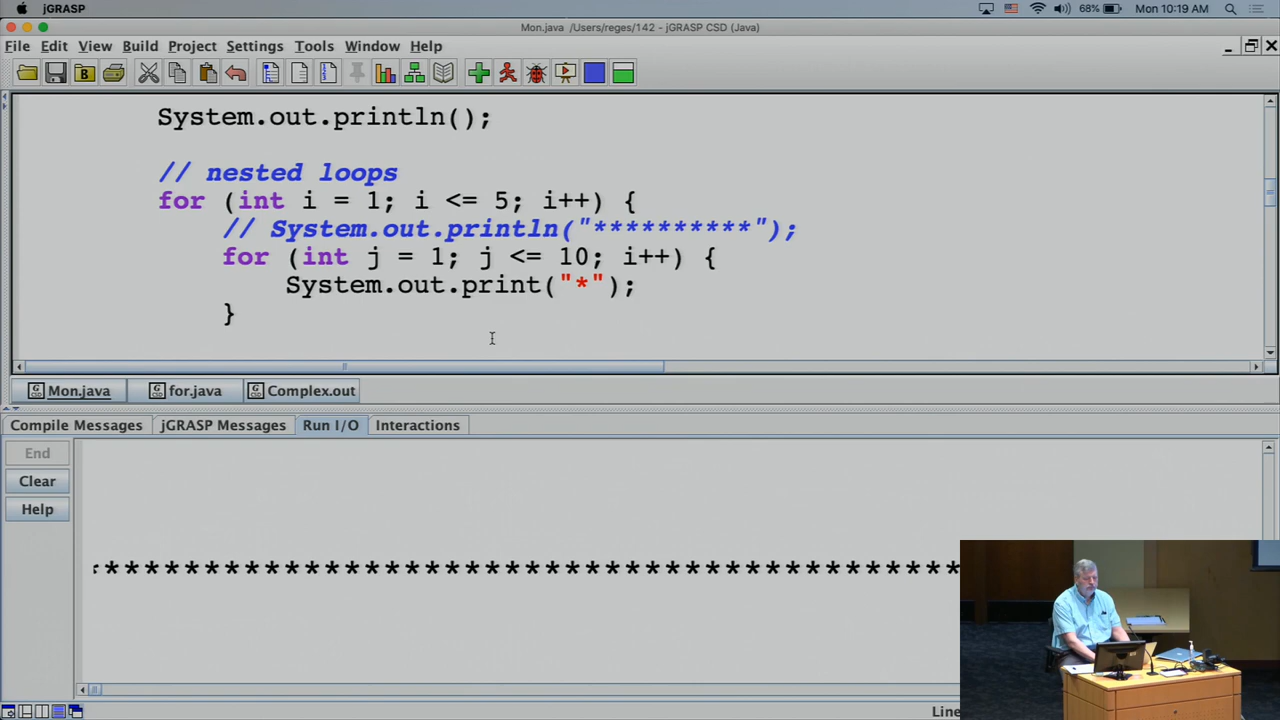 jGRASP
68%
Mon 10:19 AM
Mon.java /Users/reges/142 - jGRASP CSD (Java)
File Edit View Build Project Settings Tools Window Help
System.out.println();
// nested loops
for (int i = 1; i <= 5; i++) {
// System.out.println("**********");
for (int j = 1; j <= 10; i++) {
System.out.print("*");
}
Mon.java for.java Complex.out
Compile Messages jGRASP Messages Run I/O Interactions
End
Clear
Help
*******************************************
Line